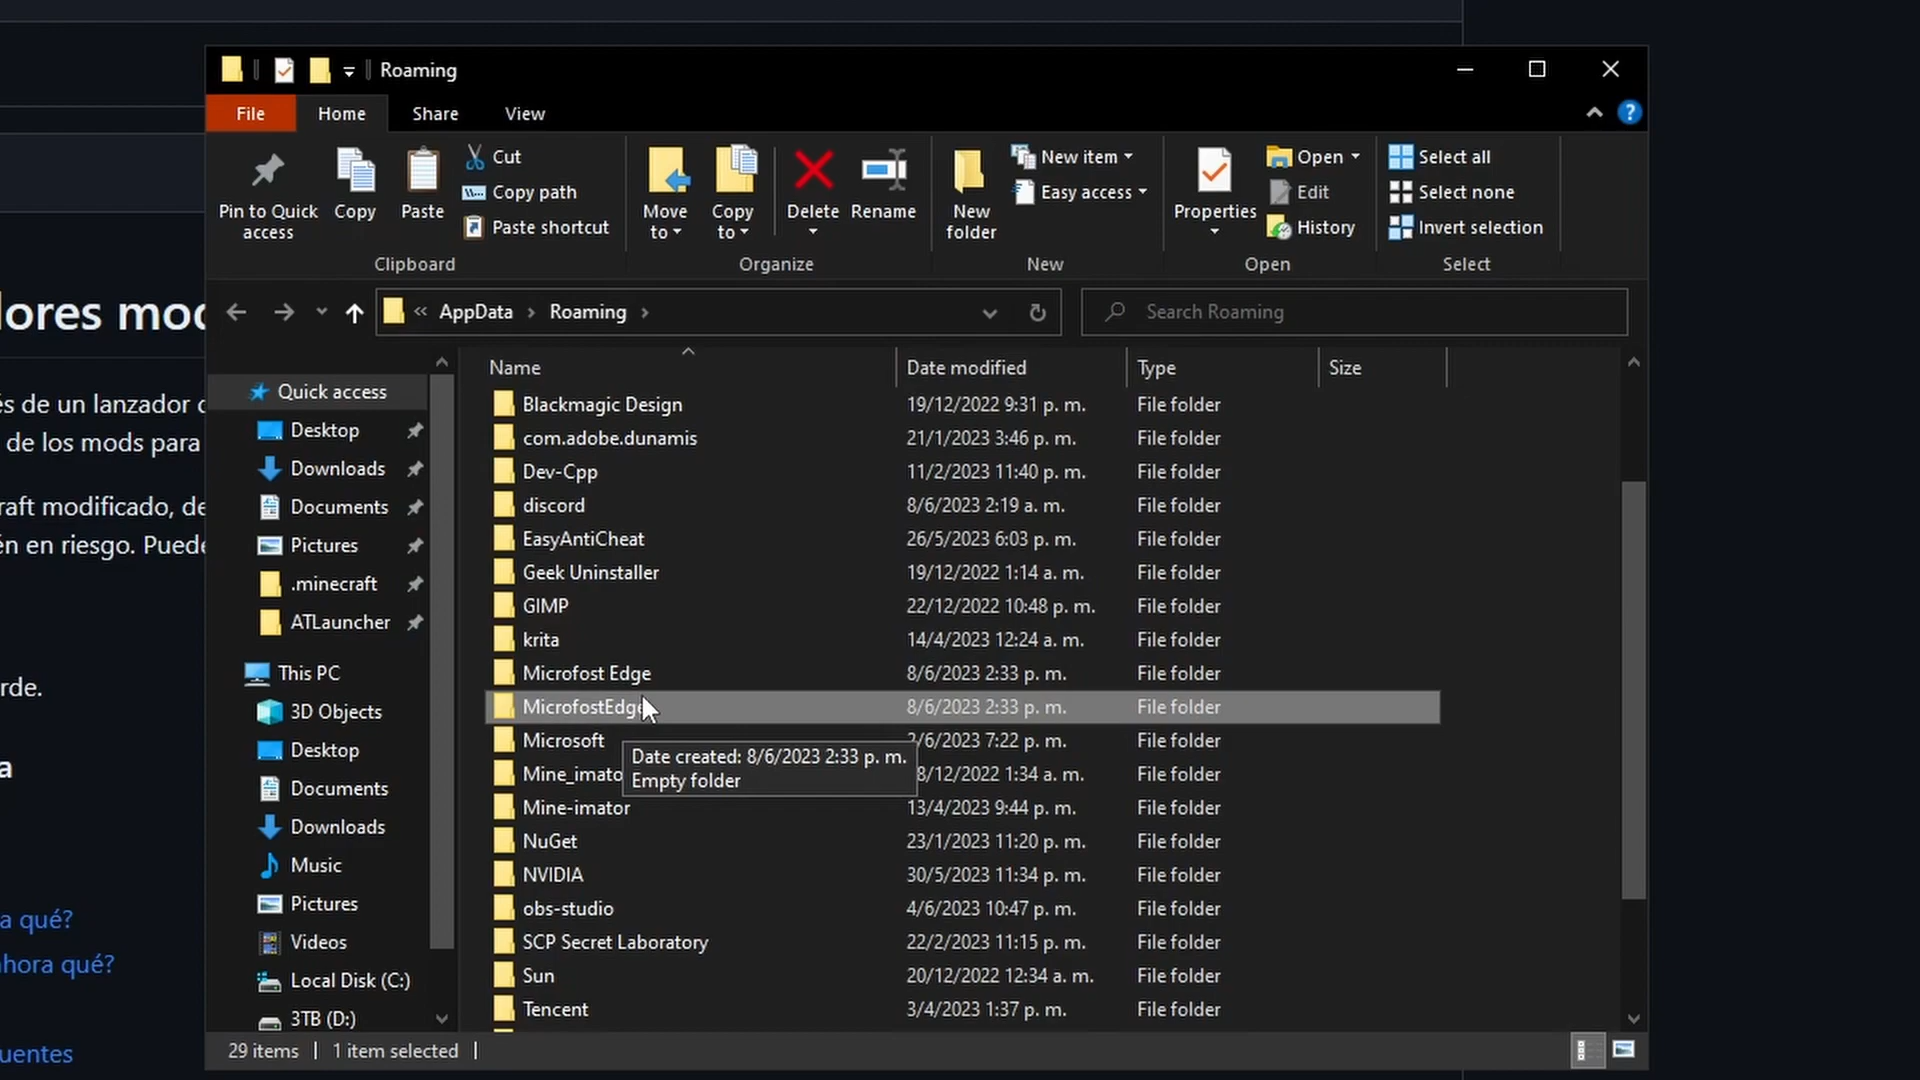 Roaming
File
Home
Share
View
Pin to Quick access
Copy
Paste
Cut
Copy path
Paste shortcut
Clipboard
Move to
Copy to
Delete
Rename
Organize
New folder
New item
Easy access
New
Properties
Open
Edit
History
Open
Select all
Select none
Invert selection
Select
« AppData › Roaming ›
Search Roaming
Name Date modified Type Size
Quick access
Desktop
Downloads
Documents
Pictures
.minecraft
ATLauncher
This PC
3D Objects
Desktop
Documents
Downloads
Music
Pictures
Videos
Local Disk (C:)
3TB (D:)
Blackmagic Design 19/12/2022 9:31 p. m. File folder
com.adobe.dunamis 21/1/2023 3:46 p. m. File folder
Dev-Cpp 11/2/2023 11:40 p. m. File folder
discord 8/6/2023 2:19 a. m. File folder
EasyAntiCheat 26/5/2023 6:03 p. m. File folder
Geek Uninstaller 19/12/2022 1:14 a. m. File folder
GIMP 22/12/2022 10:48 p. m. File folder
krita 14/4/2023 12:24 a. m. File folder
Microfost Edge 8/6/2023 2:33 p. m. File folder
MicrofostEdge 8/6/2023 2:33 p. m. File folder
Microsoft /6/2023 7:22 p. m. File folder
Mine_imato 8/12/2022 1:34 a. m. File folder
Date created: 8/6/2023 2:33 p. m.
Empty folder
Mine-imator 13/4/2023 9:44 p. m. File folder
NuGet 23/1/2023 11:20 p. m. File folder
NVIDIA 30/5/2023 11:34 p. m. File folder
obs-studio 4/6/2023 10:47 p. m. File folder
SCP Secret Laboratory 22/2/2023 11:15 p. m. File folder
Sun 20/12/2022 12:34 a. m. File folder
Tencent 3/4/2023 1:37 p. m. File folder
29 items
1 item selected
lores mod
és de un lanzador
de los mods para
raft modificado, de
én en riesgo. Puede
rde.
a
a qué?
ahora qué?
uentes